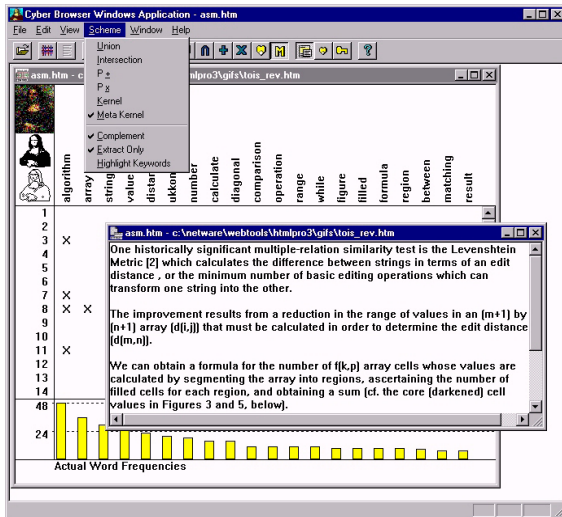 Cyber Browser Windows Application - asm.htm
File Edit View Scheme Window Help
Union
Intersection
P +
P x
Kernel
Meta Kernel
Complement
Extract Only
Highlight Keywords
asm.htm - c
mlpro3\gifs\tois_rev.htm
algorithm
array
string
value
distan
ukkon
number
calculate
diagonal
comparison
operation
range
while
figure
filled
formula
region
between
matching
result
1
2
3 X
4
5
6
7 X
8 X X
9
10
11 X
12
13
14
48
24
Actual Word Frequencies
asm.htm - c:\netware\webtools\htmlpro3\gifs\tois_rev.htm
One historically significant multiple-relation similarity test is the Levenshtein
Metric [2] which calculates the difference between strings in terms of an edit
distance , or the minimum number of basic editing operations which can
transform one string into the other.
The improvement results from a reduction in the range of values in an (m+1) by
(n+1) array (d(i,j)) that must be calculated in order to determine the edit distance
(d(m,n)).
We can obtain a formula for the number of f(k,p) array cells whose values are
calculated by segmenting the array into regions, ascertaining the number of
filled cells for each region, and obtaining a sum (cf. the core (darkened) cell
values in Figures 3 and 5, below).